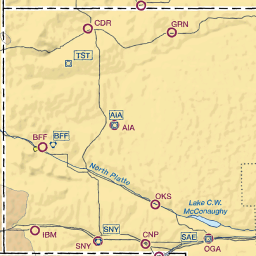 CDR
GRN
TST
AIA
AIA
BFF
BFF
North Platte
OKS
Lake C.W.
McConaughy
IBM
SNY
SNY
CNP
SAE
OGA